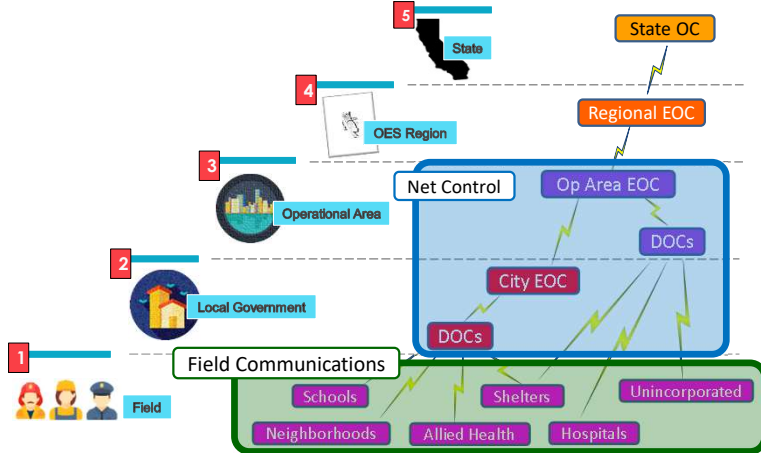 5
State
State OC
4
OES Region
Regional EOC
3
Operational Area
Net Control
Op Area EOC
DOCs
2
Local Government
City EOC
DOCs
1
Field
Field Communications
Schools
Shelters
Unincorporated
Neighborhoods
Allied Health
Hospitals